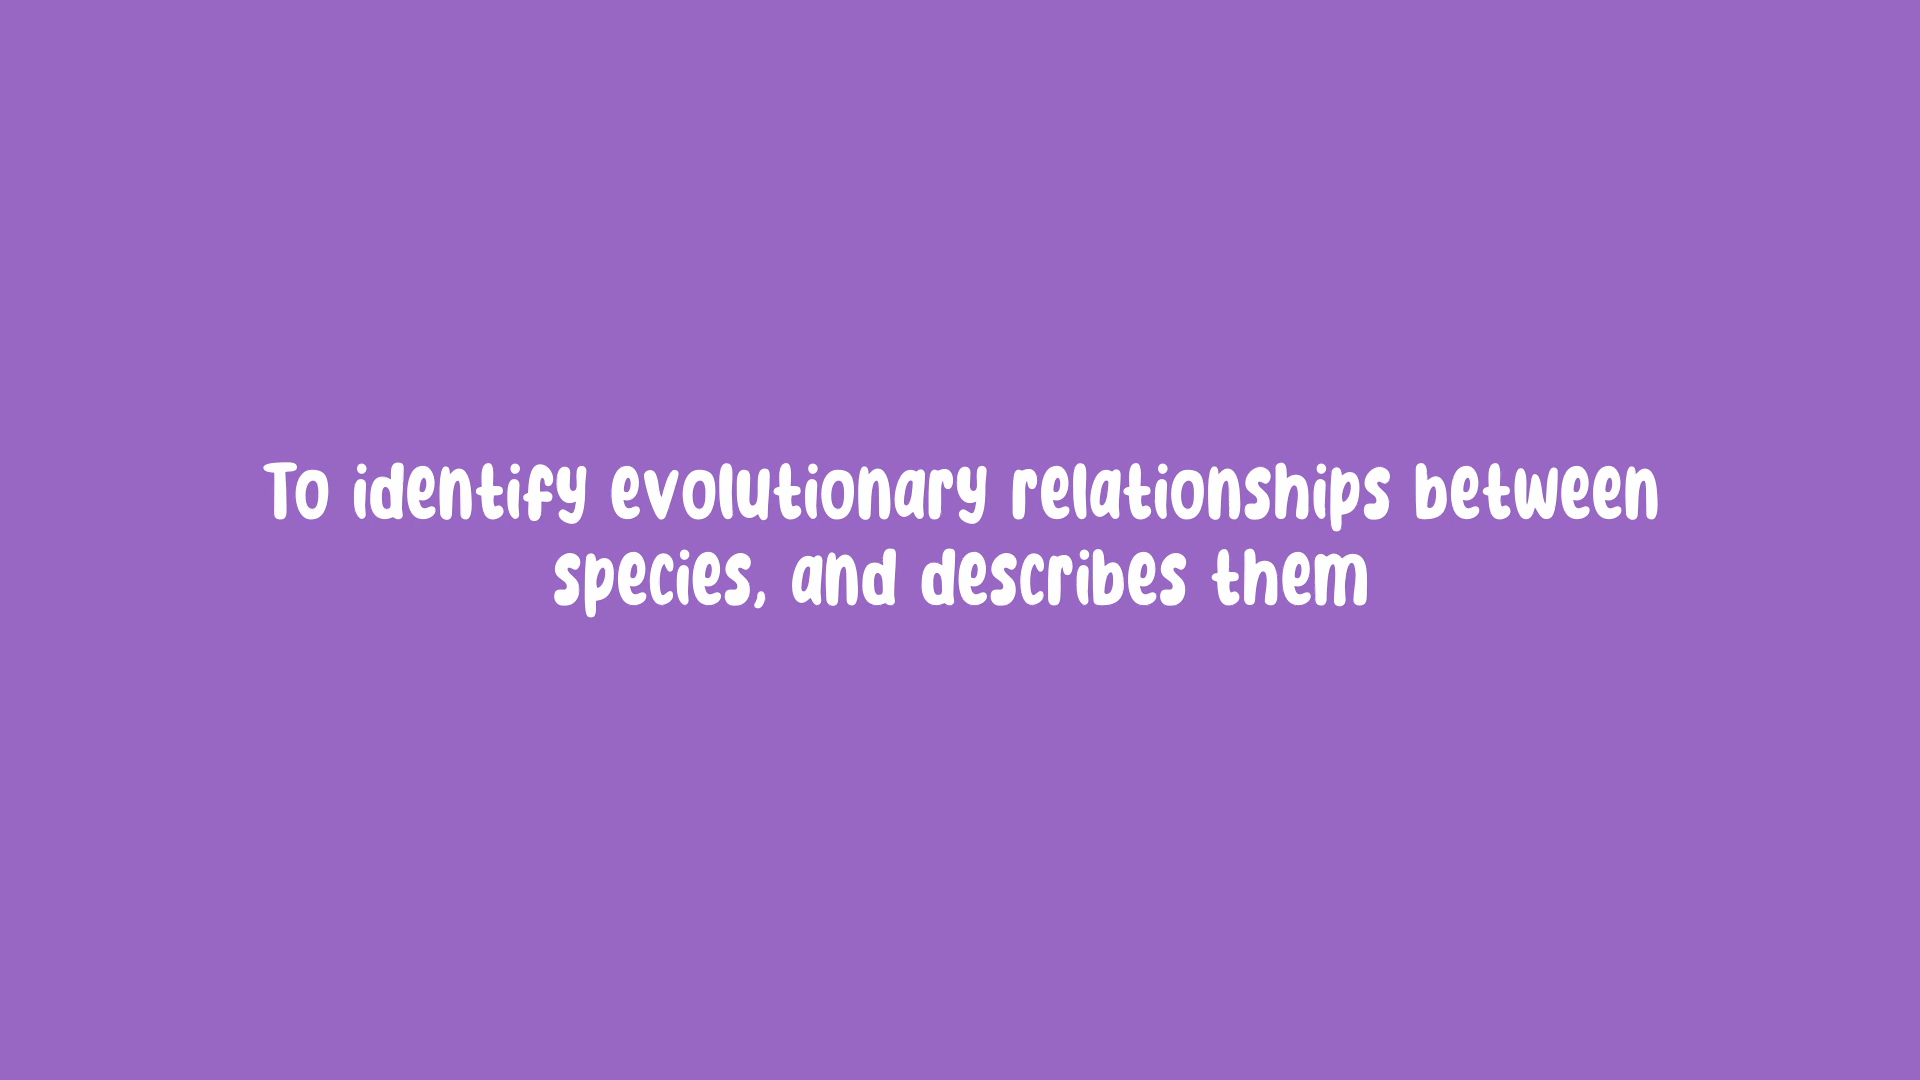 To identify evolutionary relationships between
species, and describes them